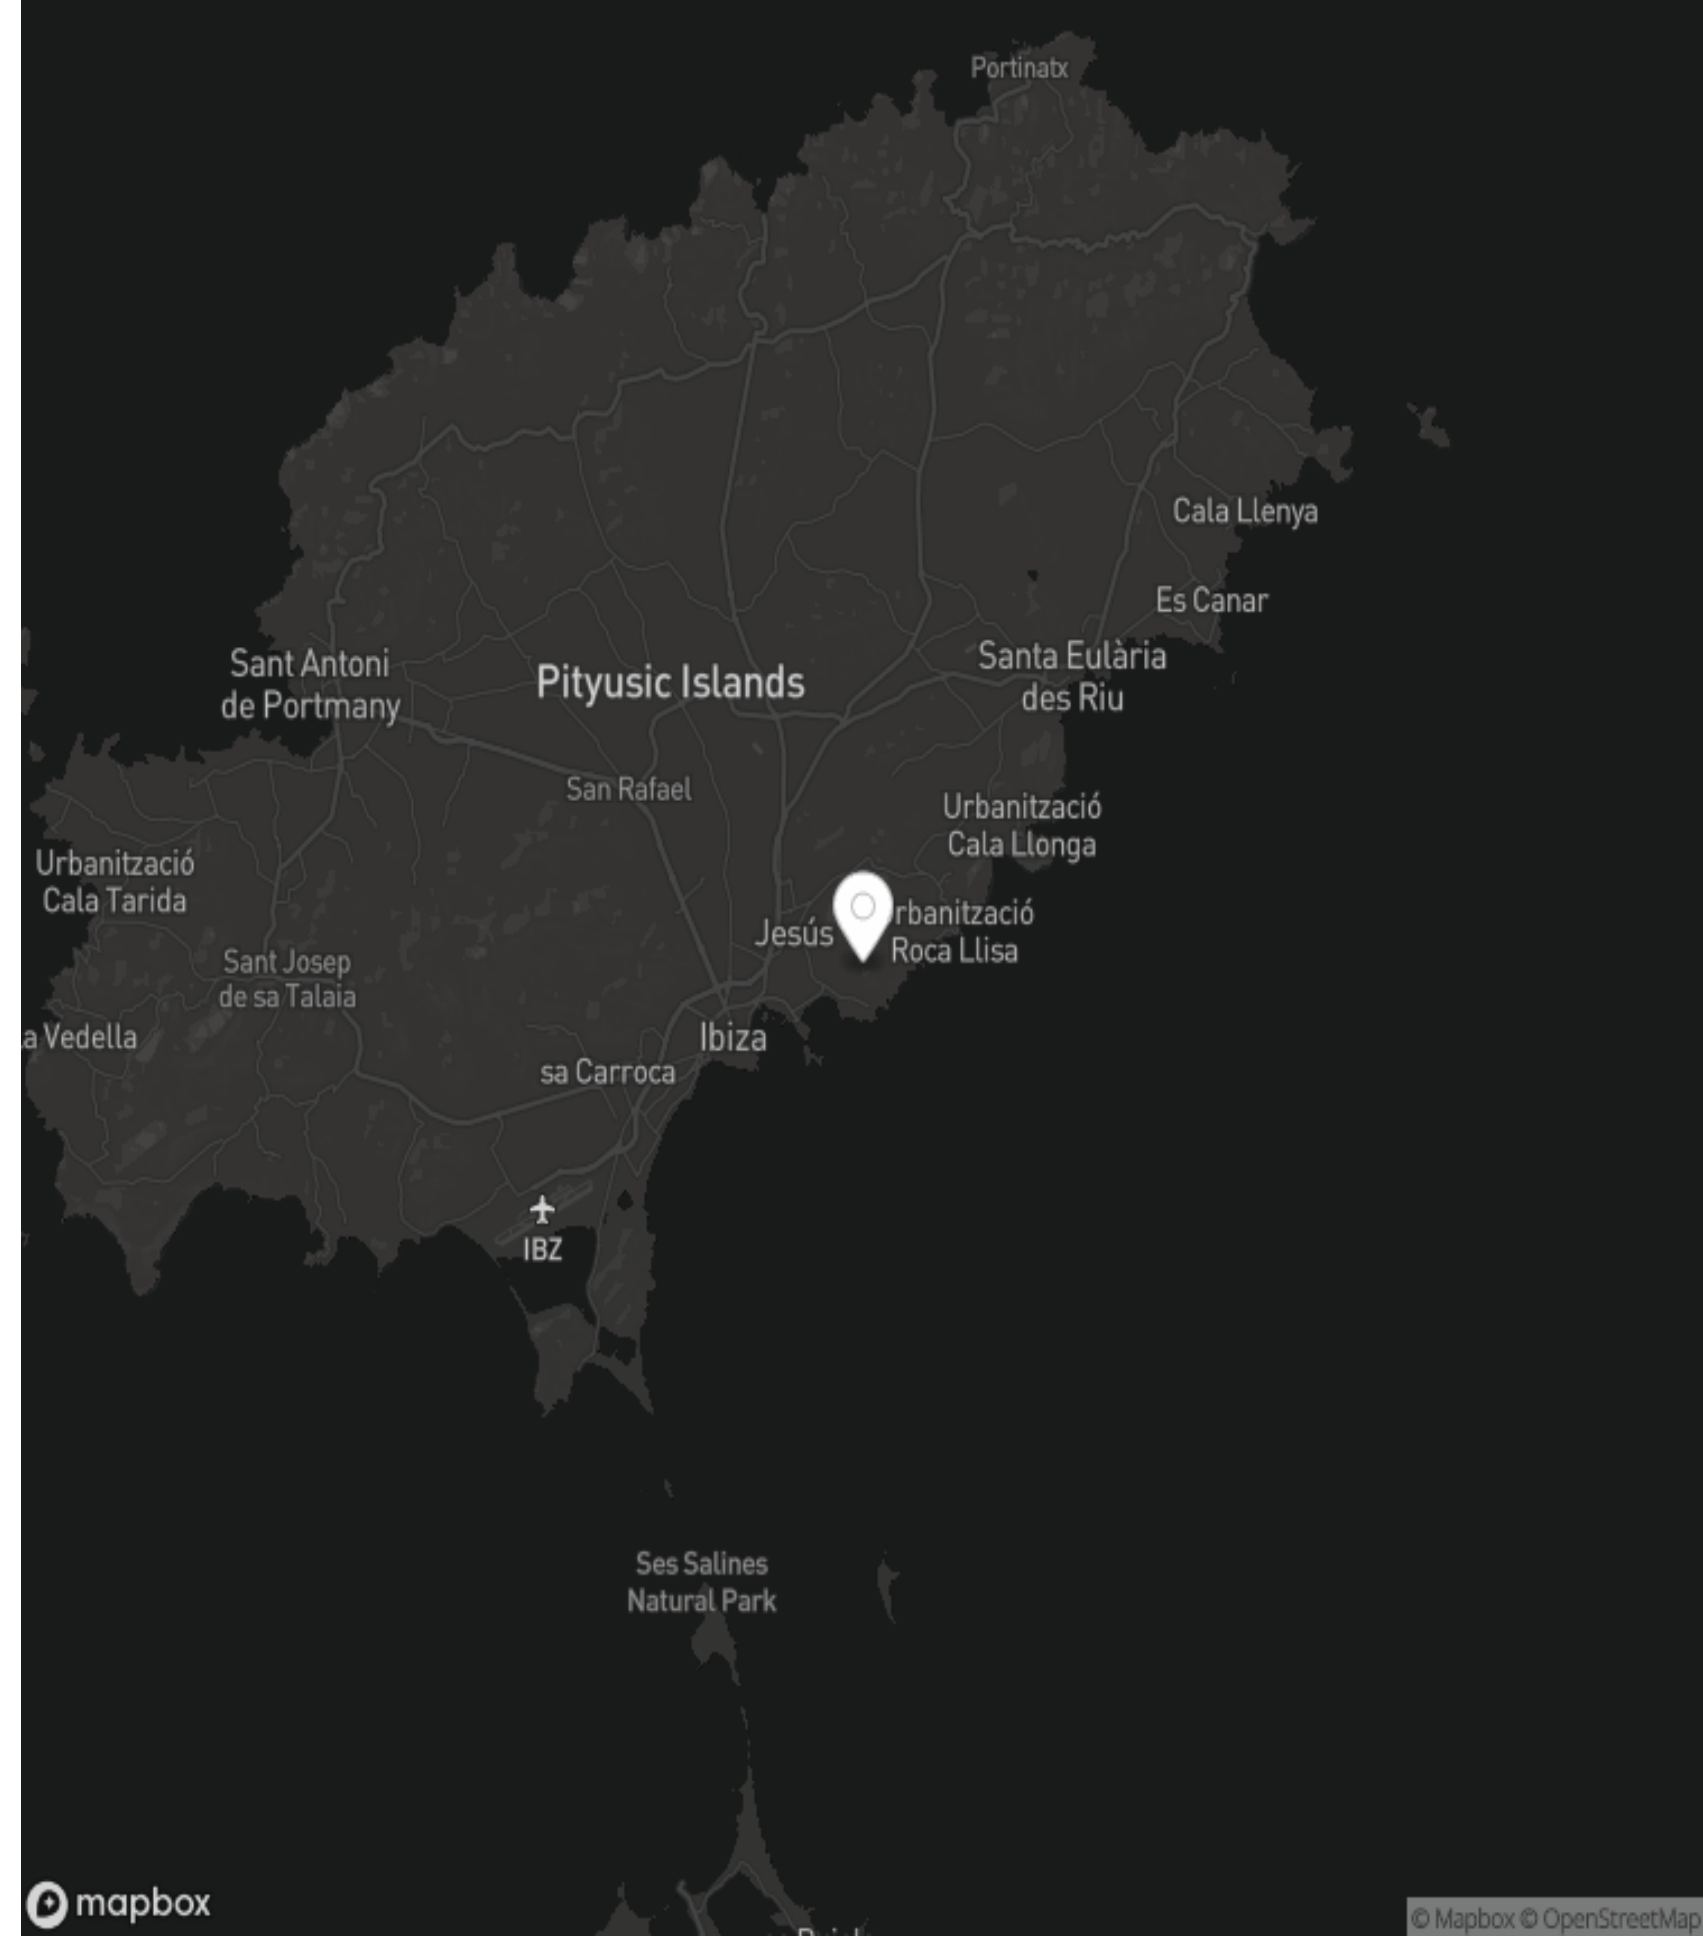 Portinatx
Cala Llenya
Es Canar
Sant Antoni
de Portmany
Pityusic Islands
Santa Eulària
des Riu
San Rafael
Urbanització
Cala Llonga
Urbanització
Cala Tarida
Jesús
rbanització
Roca Llisa
Sant Josep
de sa Talaia
a Vedella
Ibiza
sa Carroca
IBZ
Ses Salines
Natural Park
mapbox
© Mapbox © OpenStreetMap